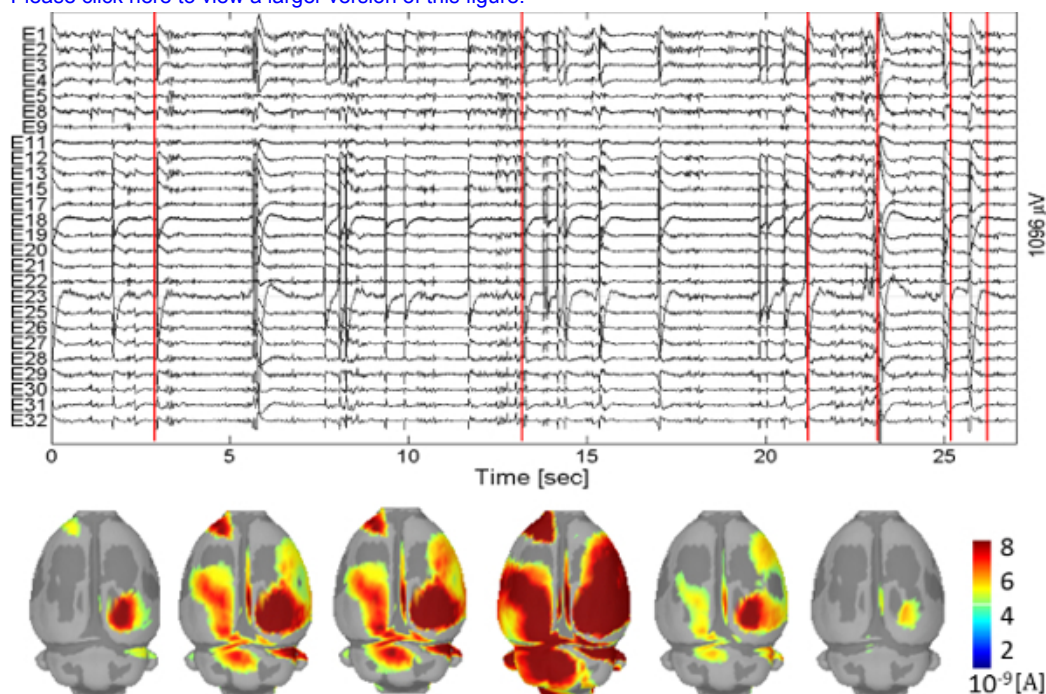 Please click here to view a larger version of this figure.
E1
E2
E3
E4
E5
E8
E9
E11
E12
E13
E15
E17
E18
E19
E20
E21
E22
E23
E25
E26
E27
E28
E29
E30
E31
E32
1096 µV
0 5 10 15 20 25
Time [sec]
8
6
4
2
10⁻⁹[A]